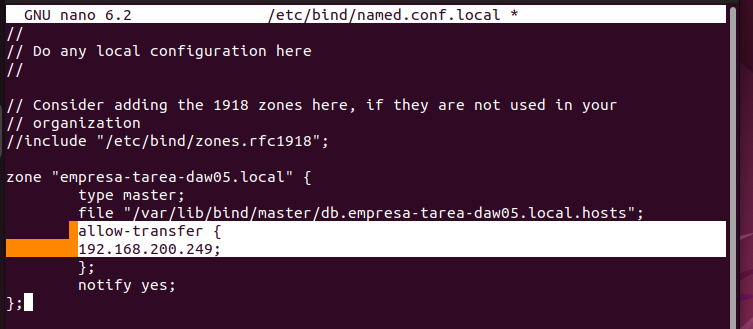 GNU nano 6.2 /etc/bind/named.conf.local *
//
// Do any local configuration here
//
// Consider adding the 1918 zones here, if they are not used in your
// organization
//include "/etc/bind/zones.rfc1918";
zone "empresa-tarea-daw05.local" {
type master;
file "/var/lib/bind/master/db.empresa-tarea-daw05.local.hosts";
allow-transfer {
192.168.200.249;
};
notify yes;
};